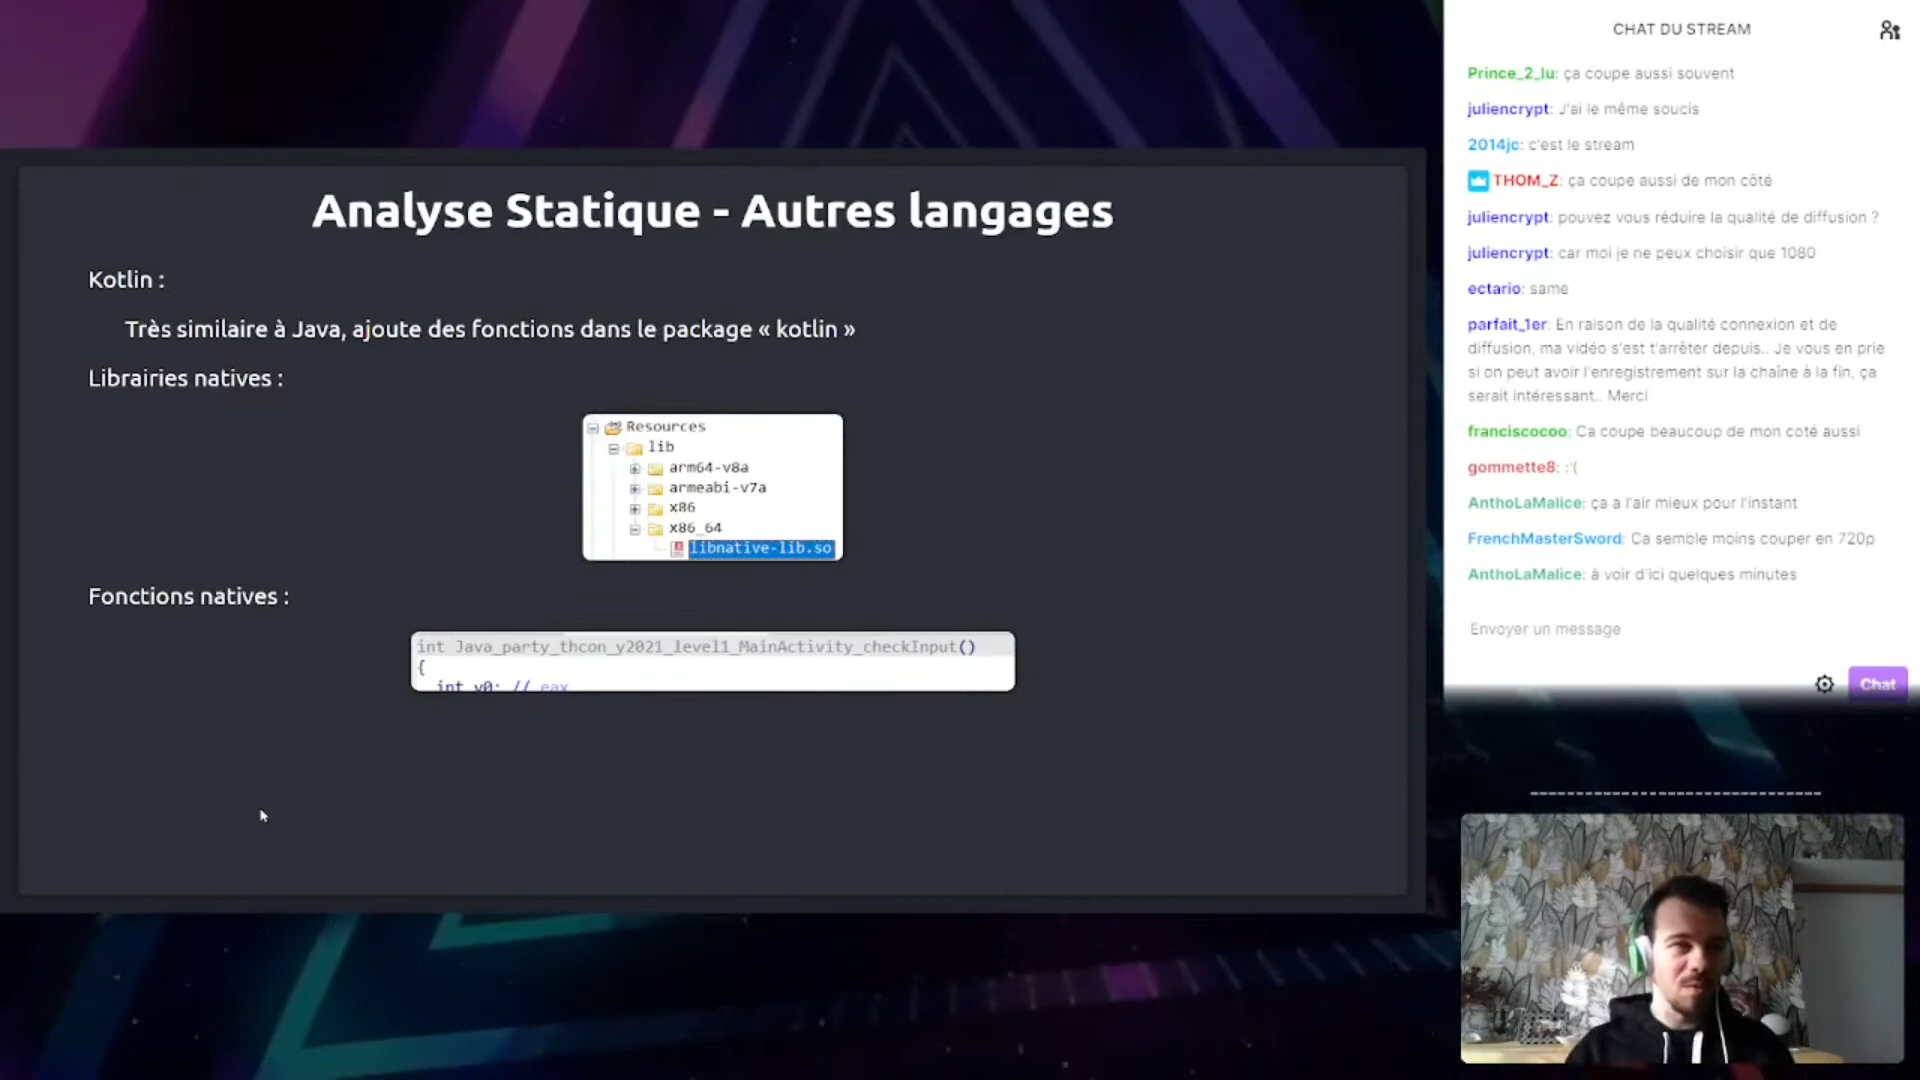 Analyse Statique - Autres langages
Kotlin :
Très similaire à Java, ajoute des fonctions dans le package « kotlin »
Librairies natives :
Resources
lib
arm64-v8a
armeabi-v7a
x86
x86_64
libnative-lib.so
Fonctions natives :
int Java_party_thcon_y2021_level1_MainActivity_checkInput()
{
int v0; // eax
CHAT DU STREAM
Prince_2_lu: ça coupe aussi souvent
juliencrypt: J'ai le même soucis
2014jc: c'est le stream
THOM_Z: ça coupe aussi de mon côté
juliencrypt: pouvez vous réduire la qualité de diffusion ?
juliencrypt: car moi je ne peux choisir que 1080
ectario: same
parfait_1er: En raison de la qualité connexion et de
diffusion, ma vidéo s'est t'arrêter depuis.. Je vous en prie
si on peut avoir l'enregistrement sur la chaîne à la fin, ça
serait intéressant.. Merci
franciscocoo: Ca coupe beaucoup de mon coté aussi
gommette8: :'(
AnthoLaMalice: ça a l'air mieux pour l'instant
FrenchMasterSword: Ca semble moins couper en 720p
AnthoLaMalice: à voir d'ici quelques minutes
Envoyer un message
Chat